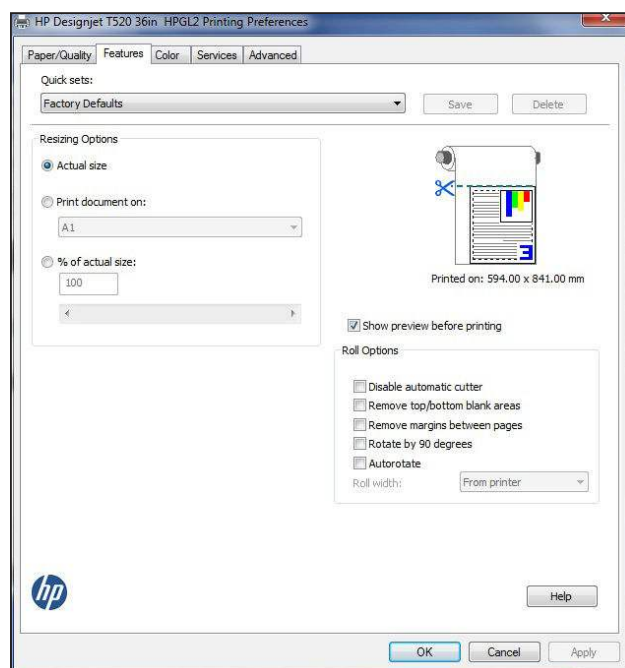 HP Designjet T520 36in HPGL2 Printing Preferences
Paper/Quality Features Color Services Advanced
Quick sets:
Factory Defaults Save Delete
Resizing Options
Actual size
Print document on:
A1
% of actual size:
100
3
Printed on: 594.00 x 841.00 mm
Show preview before printing
Roll Options
Disable automatic cutter
Remove top/bottom blank areas
Remove margins between pages
Rotate by 90 degrees
Autorotate
Roll width: From printer
hp
Help
OK Cancel Apply